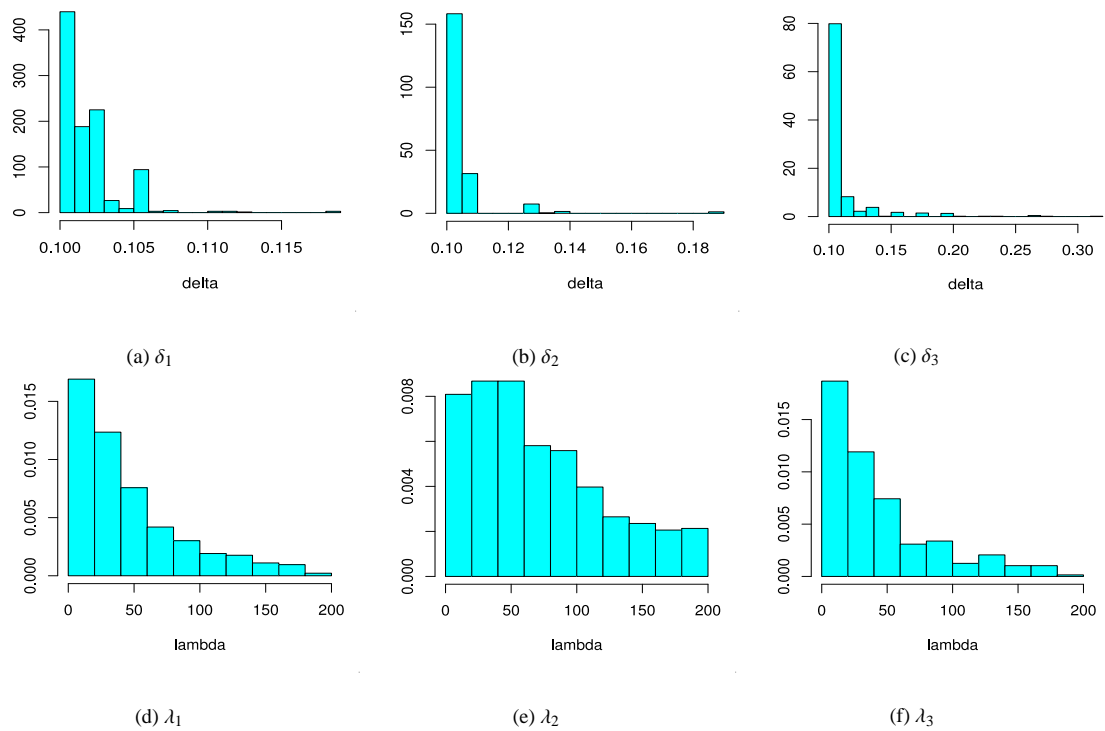 400
300
200
100
0
0.100 0.105 0.110 0.115
delta
(a) δ1
150
100
50
0
0.10 0.12 0.14 0.16 0.18
delta
(b) δ2
80
60
40
20
0
0.10 0.15 0.20 0.25 0.30
delta
(c) δ3
0.015
0.010
0.005
0.000
0 50 100 150 200
lambda
(d) λ1
0.008
0.004
0.000
0 50 100 150 200
lambda
(e) λ2
0.015
0.010
0.005
0.000
0 50 100 150 200
lambda
(f) λ3